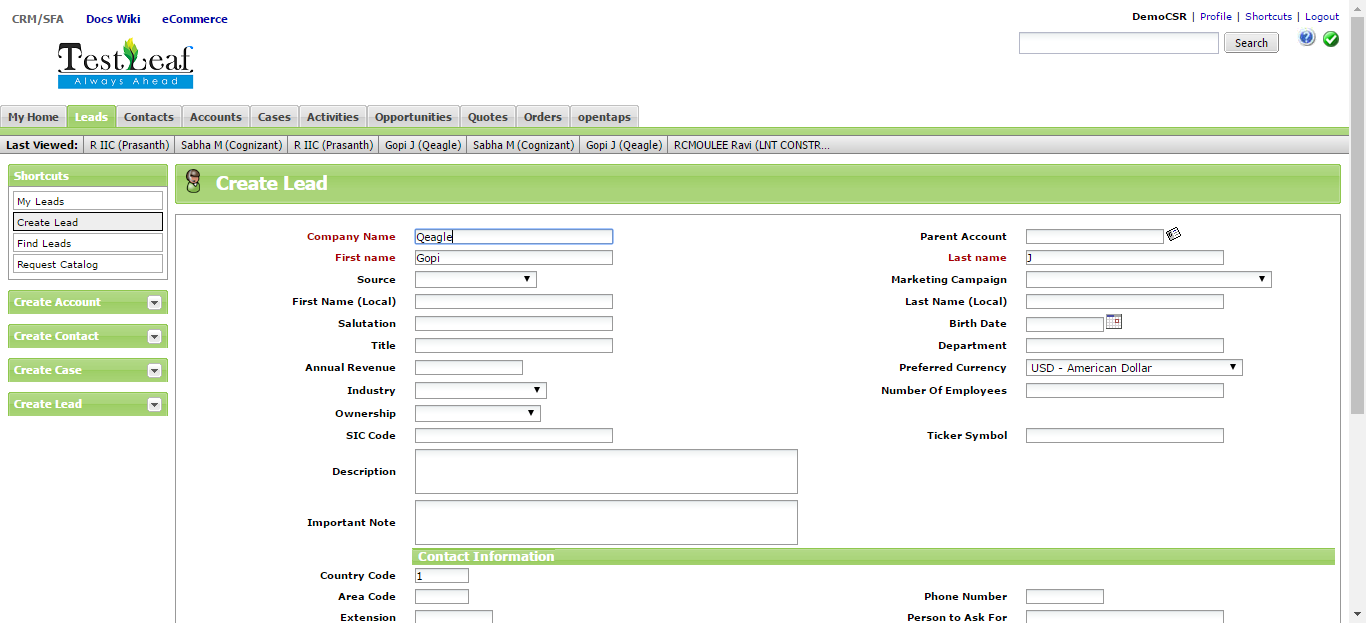 CRM/SFA Docs Wiki eCommerce
DemoCSR | Profile | Shortcuts | Logout
TestLeaf
Always Ahead
Search
?
My Home Leads Contacts Accounts Cases Activities Opportunities Quotes Orders opentaps
Last Viewed: R IIC (Prasanth) Sabha M (Cognizant) R IIC (Prasanth) Gopi J (Qeagle) Sabha M (Cognizant) Gopi J (Qeagle) RCMOULEE Ravi (LNT CONSTR...
Shortcuts
My Leads
Create Lead
Find Leads
Request Catalog
Create Account
Create Contact
Create Case
Create Lead
Create Lead
Company Name Qeagle Parent Account
First name Gopi Last name J
Source Marketing Campaign
First Name (Local) Last Name (Local)
Salutation Birth Date
Title Department
Annual Revenue Preferred Currency USD - American Dollar
Industry Number Of Employees
Ownership
SIC Code Ticker Symbol
Description
Important Note
Contact Information
Country Code 1
Area Code Phone Number
Extension Person to Ask For